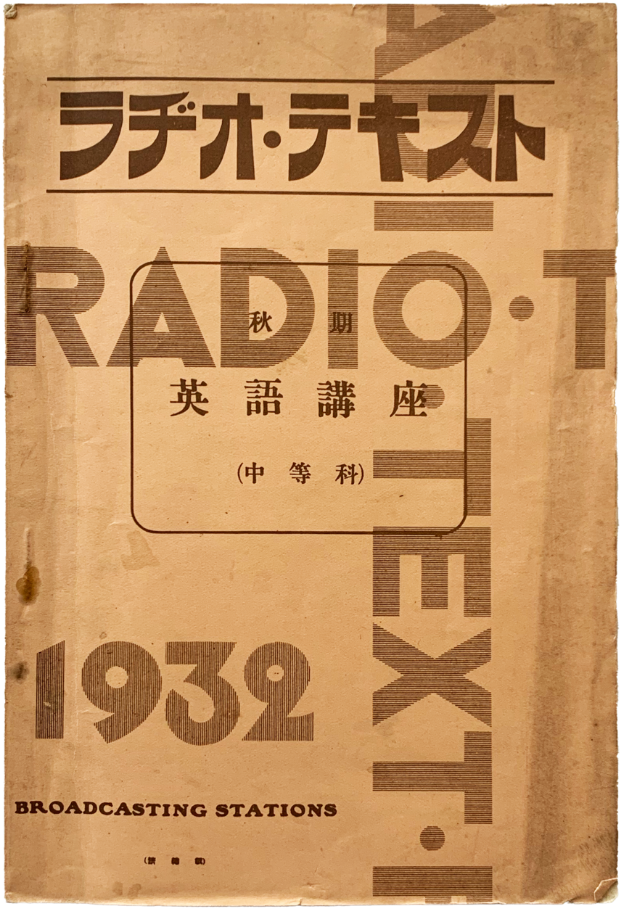 ラヂオ・テキスト
RADIO・T
秋期
英語講座
(中等科)
ADIO・TEXT・
1932
BROADCASTING STATIONS